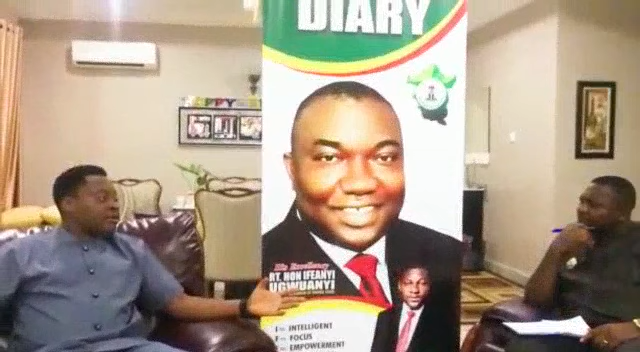 DIARY
His Excellency
RT. HON IFEANYI
UGWUANYI
I - INTELLIGENT
F - FOCUS
EMPOWERMENT